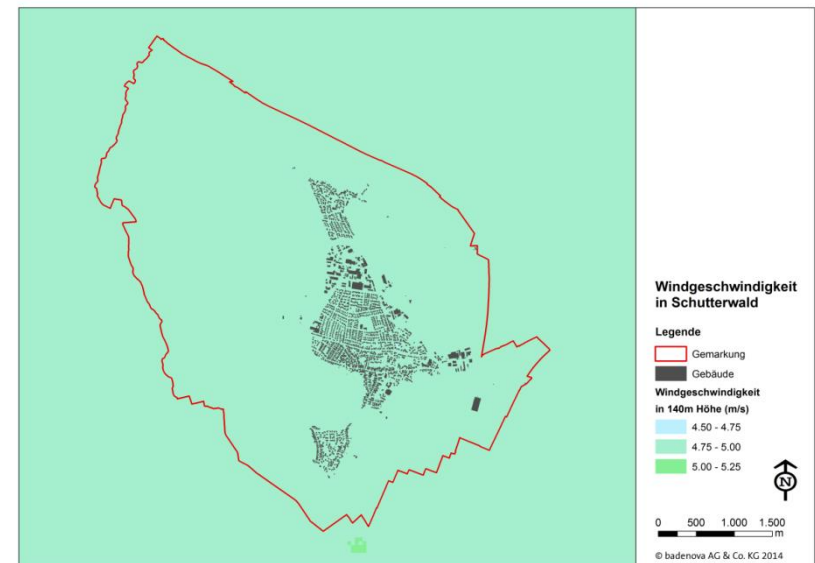 Windgeschwindigkeit
in Schutterwald
Legende
Gemarkung
Gebäude
Windgeschwindigkeit
in 140m Höhe (m/s)
4.50 - 4.75
4.75 - 5.00
5.00 - 5.25
N
0 500 1.000 1.500
m
© badenova AG & Co. KG 2014